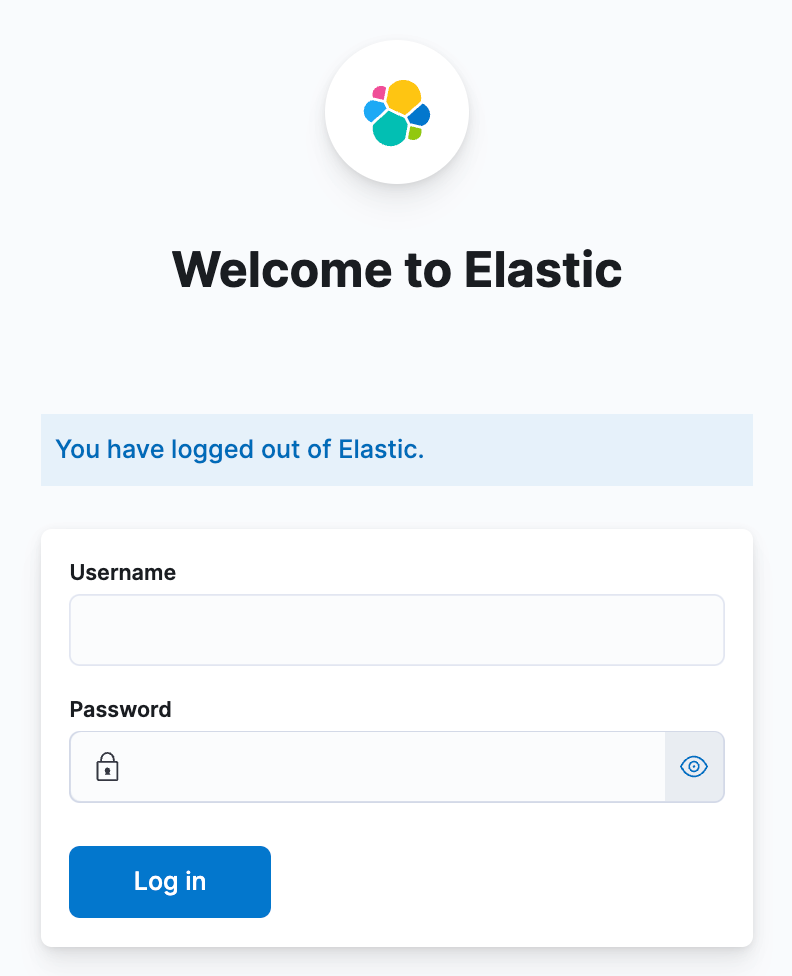 Welcome to Elastic
You have logged out of Elastic.
Username
Password
Log in